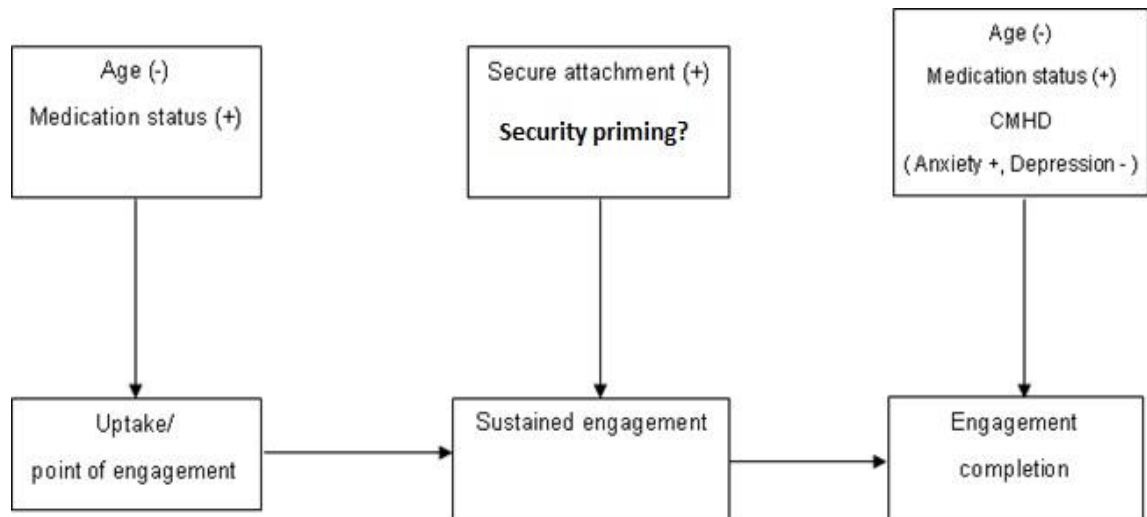 Age (-)
Medication status (+)
Secure attachment (+)
Security priming?
Age (-)
Medication status (+)
CMHD
( Anxiety +, Depression - )
Uptake/
point of engagement
Sustained engagement
Engagement
completion